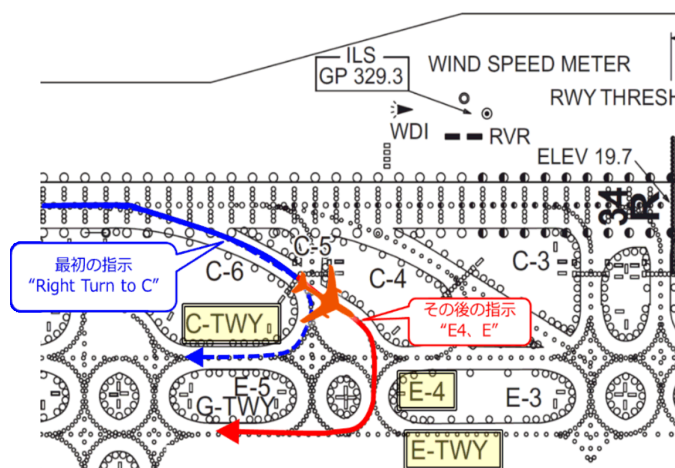 ILS
GP 329.3
WIND SPEED METER
RWY THRESH
WDI
RVR
ELEV 19.7
34
R
最初の指示
“Right Turn to C”
C-6
C-5
C-4
C-3
C-TWY
その後の指示
“E4、E”
E-5
G-TWY
E-4
E-3
E-TWY